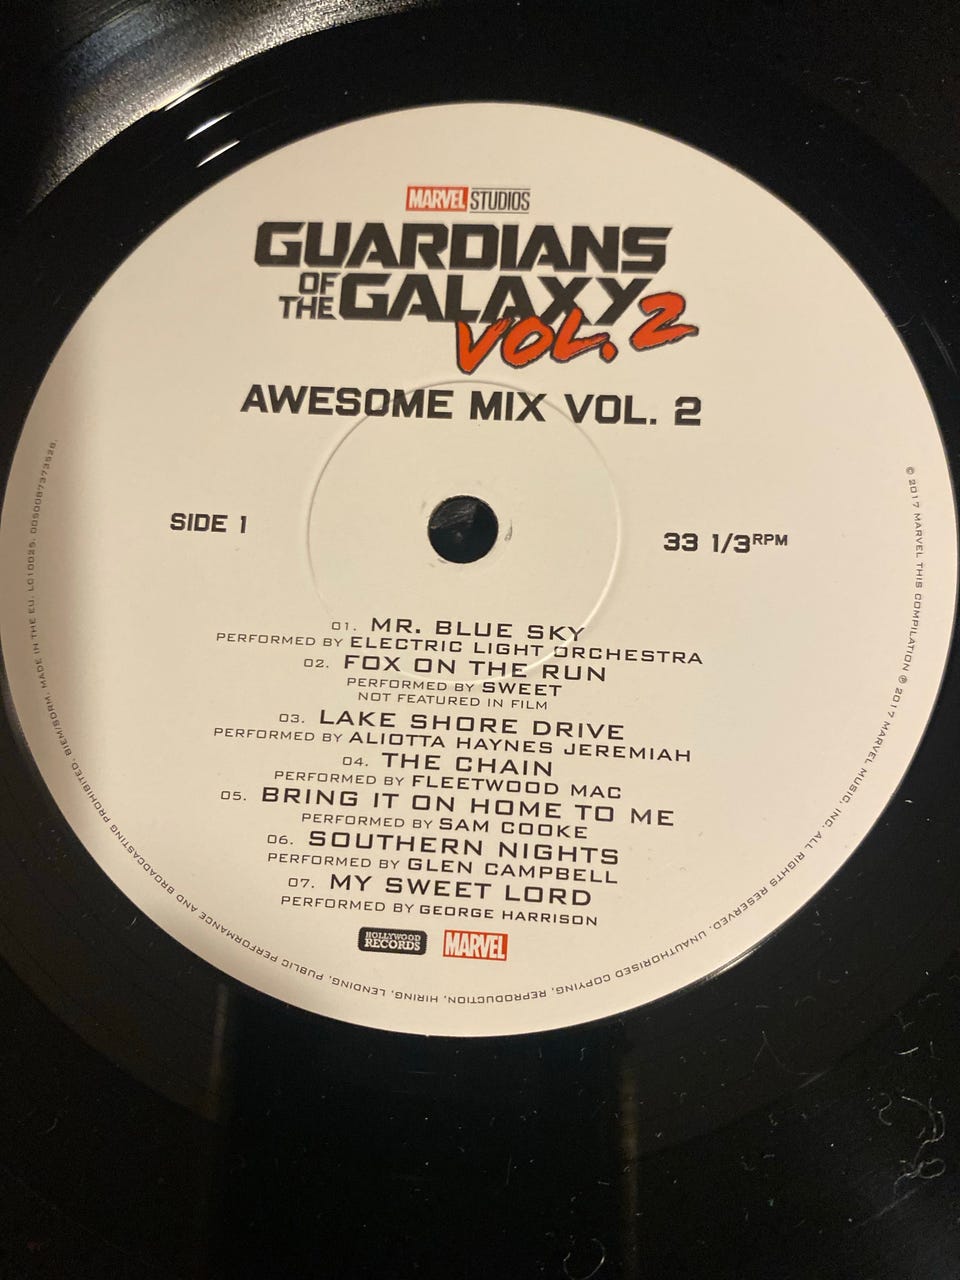 MARVEL STUDIOS
GUARDIANS
OF
THE GALAXY
VOL. 2
AWESOME MIX VOL. 2
SIDE 1
33 1/3 RPM
01. MR. BLUE SKY
PERFORMED BY ELECTRIC LIGHT ORCHESTRA
02. FOX ON THE RUN
PERFORMED BY SWEET
NOT FEATURED IN FILM
03. LAKE SHORE DRIVE
PERFORMED BY ALIOTTA HAYNES JEREMIAH
04. THE CHAIN
PERFORMED BY FLEETWOOD MAC
05. BRING IT ON HOME TO ME
PERFORMED BY SAM COOKE
06. SOUTHERN NIGHTS
PERFORMED BY GLEN CAMPBELL
07. MY SWEET LORD
PERFORMED BY GEORGE HARRISON
HOLLYWOOD
RECORDS
MARVEL
© 2017 MARVEL THIS COMPILATION ℗ 2017 MARVEL MUSIC, INC. ALL RIGHTS RESERVED. UNAUTHORISED COPYING, REPRODUCTION, HIRING, LENDING, PUBLIC PERFORMANCE AND BROADCASTING PROHIBITED. BIEM/SDRM. MADE IN THE EU. LC10025. 0050087373528.